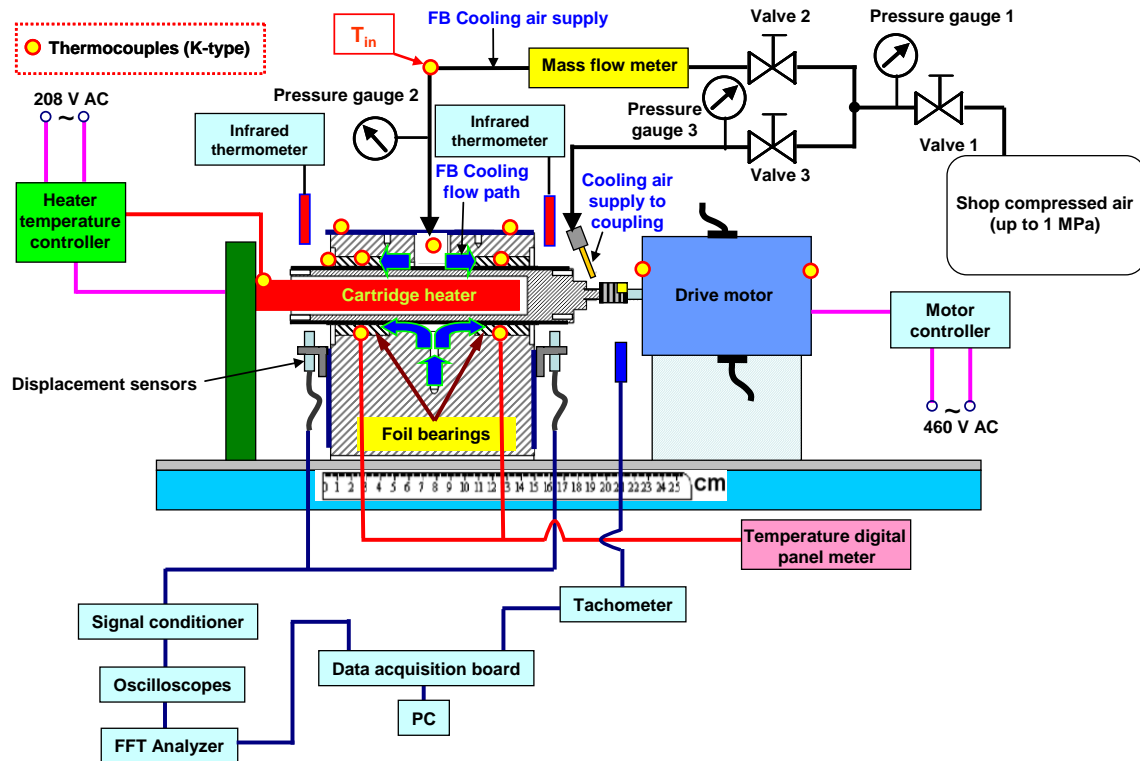 Thermocouples (K-type)
T_in
FB Cooling air supply
Valve 2
Pressure gauge 1
Mass flow meter
208 V AC
~
Pressure gauge 2
Pressure
gauge 3
Infrared
thermometer
Infrared
thermometer
Valve 1
Valve 3
FB Cooling
flow path
Cooling air
supply to
coupling
Shop compressed air
(up to 1 MPa)
Heater
temperature
controller
Cartridge heater
Drive motor
Motor
controller
Displacement sensors
~
460 V AC
Foil bearings
0 1 2 3 4 5 6 7 8 9 10 11 12 13 14 15 16 17 18 19 20 21 22 23 24 25 cm
Temperature digital
panel meter
Signal conditioner
Tachometer
Data acquisition board
Oscilloscopes
PC
FFT Analyzer